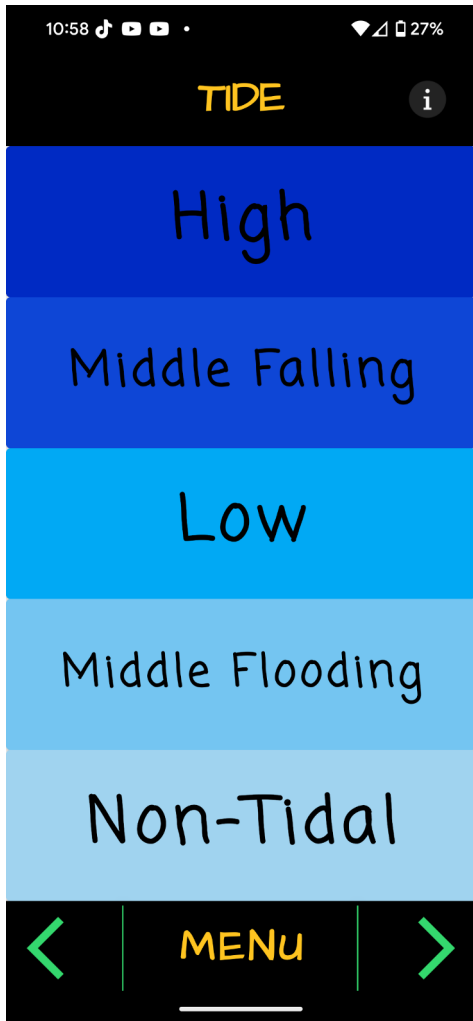 10:58 27%
TIDE i
High
Middle Falling
Low
Middle Flooding
Non-Tidal
MENU